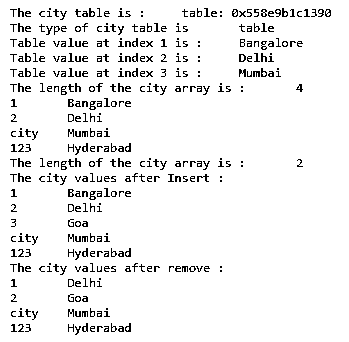 The city table is :     table: 0x558e9b1c1390
The type of city table is       table
Table value at index 1 is :     Bangalore
Table value at index 2 is :     Delhi
Table value at index 3 is :     Mumbai
The length of the city array is :       4
1       Bangalore
2       Delhi
city    Mumbai
123     Hyderabad
The length of the city array is :       2
The city values after Insert :
1       Bangalore
2       Delhi
3       Goa
city    Mumbai
123     Hyderabad
The city values after remove :
1       Delhi
2       Goa
city    Mumbai
123     Hyderabad